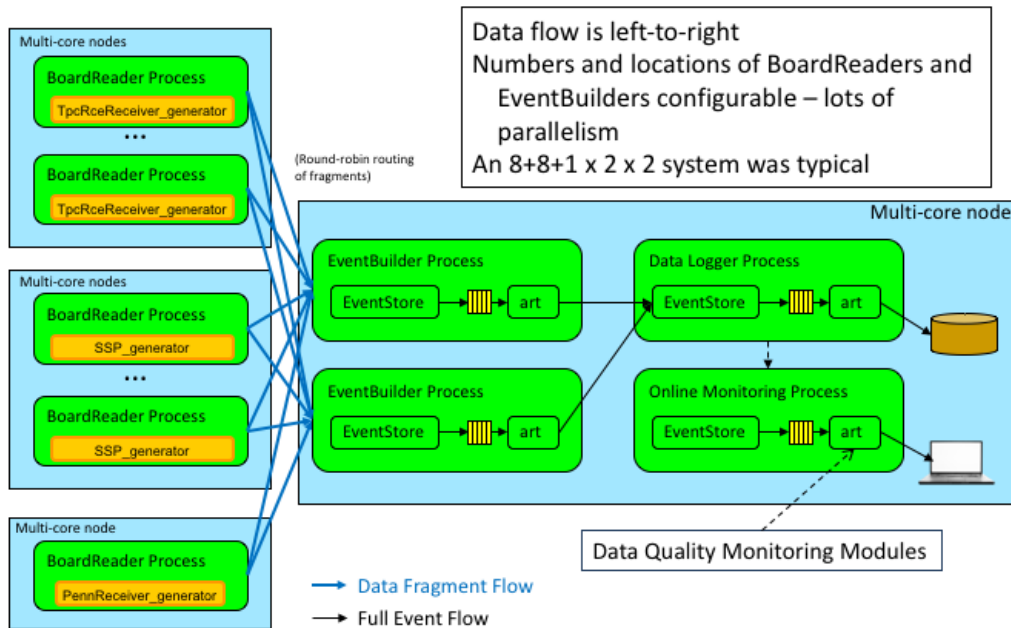 Multi-core nodes
BoardReader Process
TpcRceReceiver_generator
...
BoardReader Process
TpcRceReceiver_generator
Data flow is left-to-right
Numbers and locations of BoardReaders and
EventBuilders configurable – lots of
parallelism
An 8+8+1 x 2 x 2 system was typical
(Round-robin routing
of fragments)
Multi-core nodes
BoardReader Process
SSP_generator
...
BoardReader Process
SSP_generator
Multi-core node
BoardReader Process
PennReceiver_generator
Multi-core node
EventBuilder Process
EventStore
art
Data Logger Process
EventStore
art
EventBuilder Process
EventStore
art
Online Monitoring Process
EventStore
art
Data Quality Monitoring Modules
Data Fragment Flow
Full Event Flow